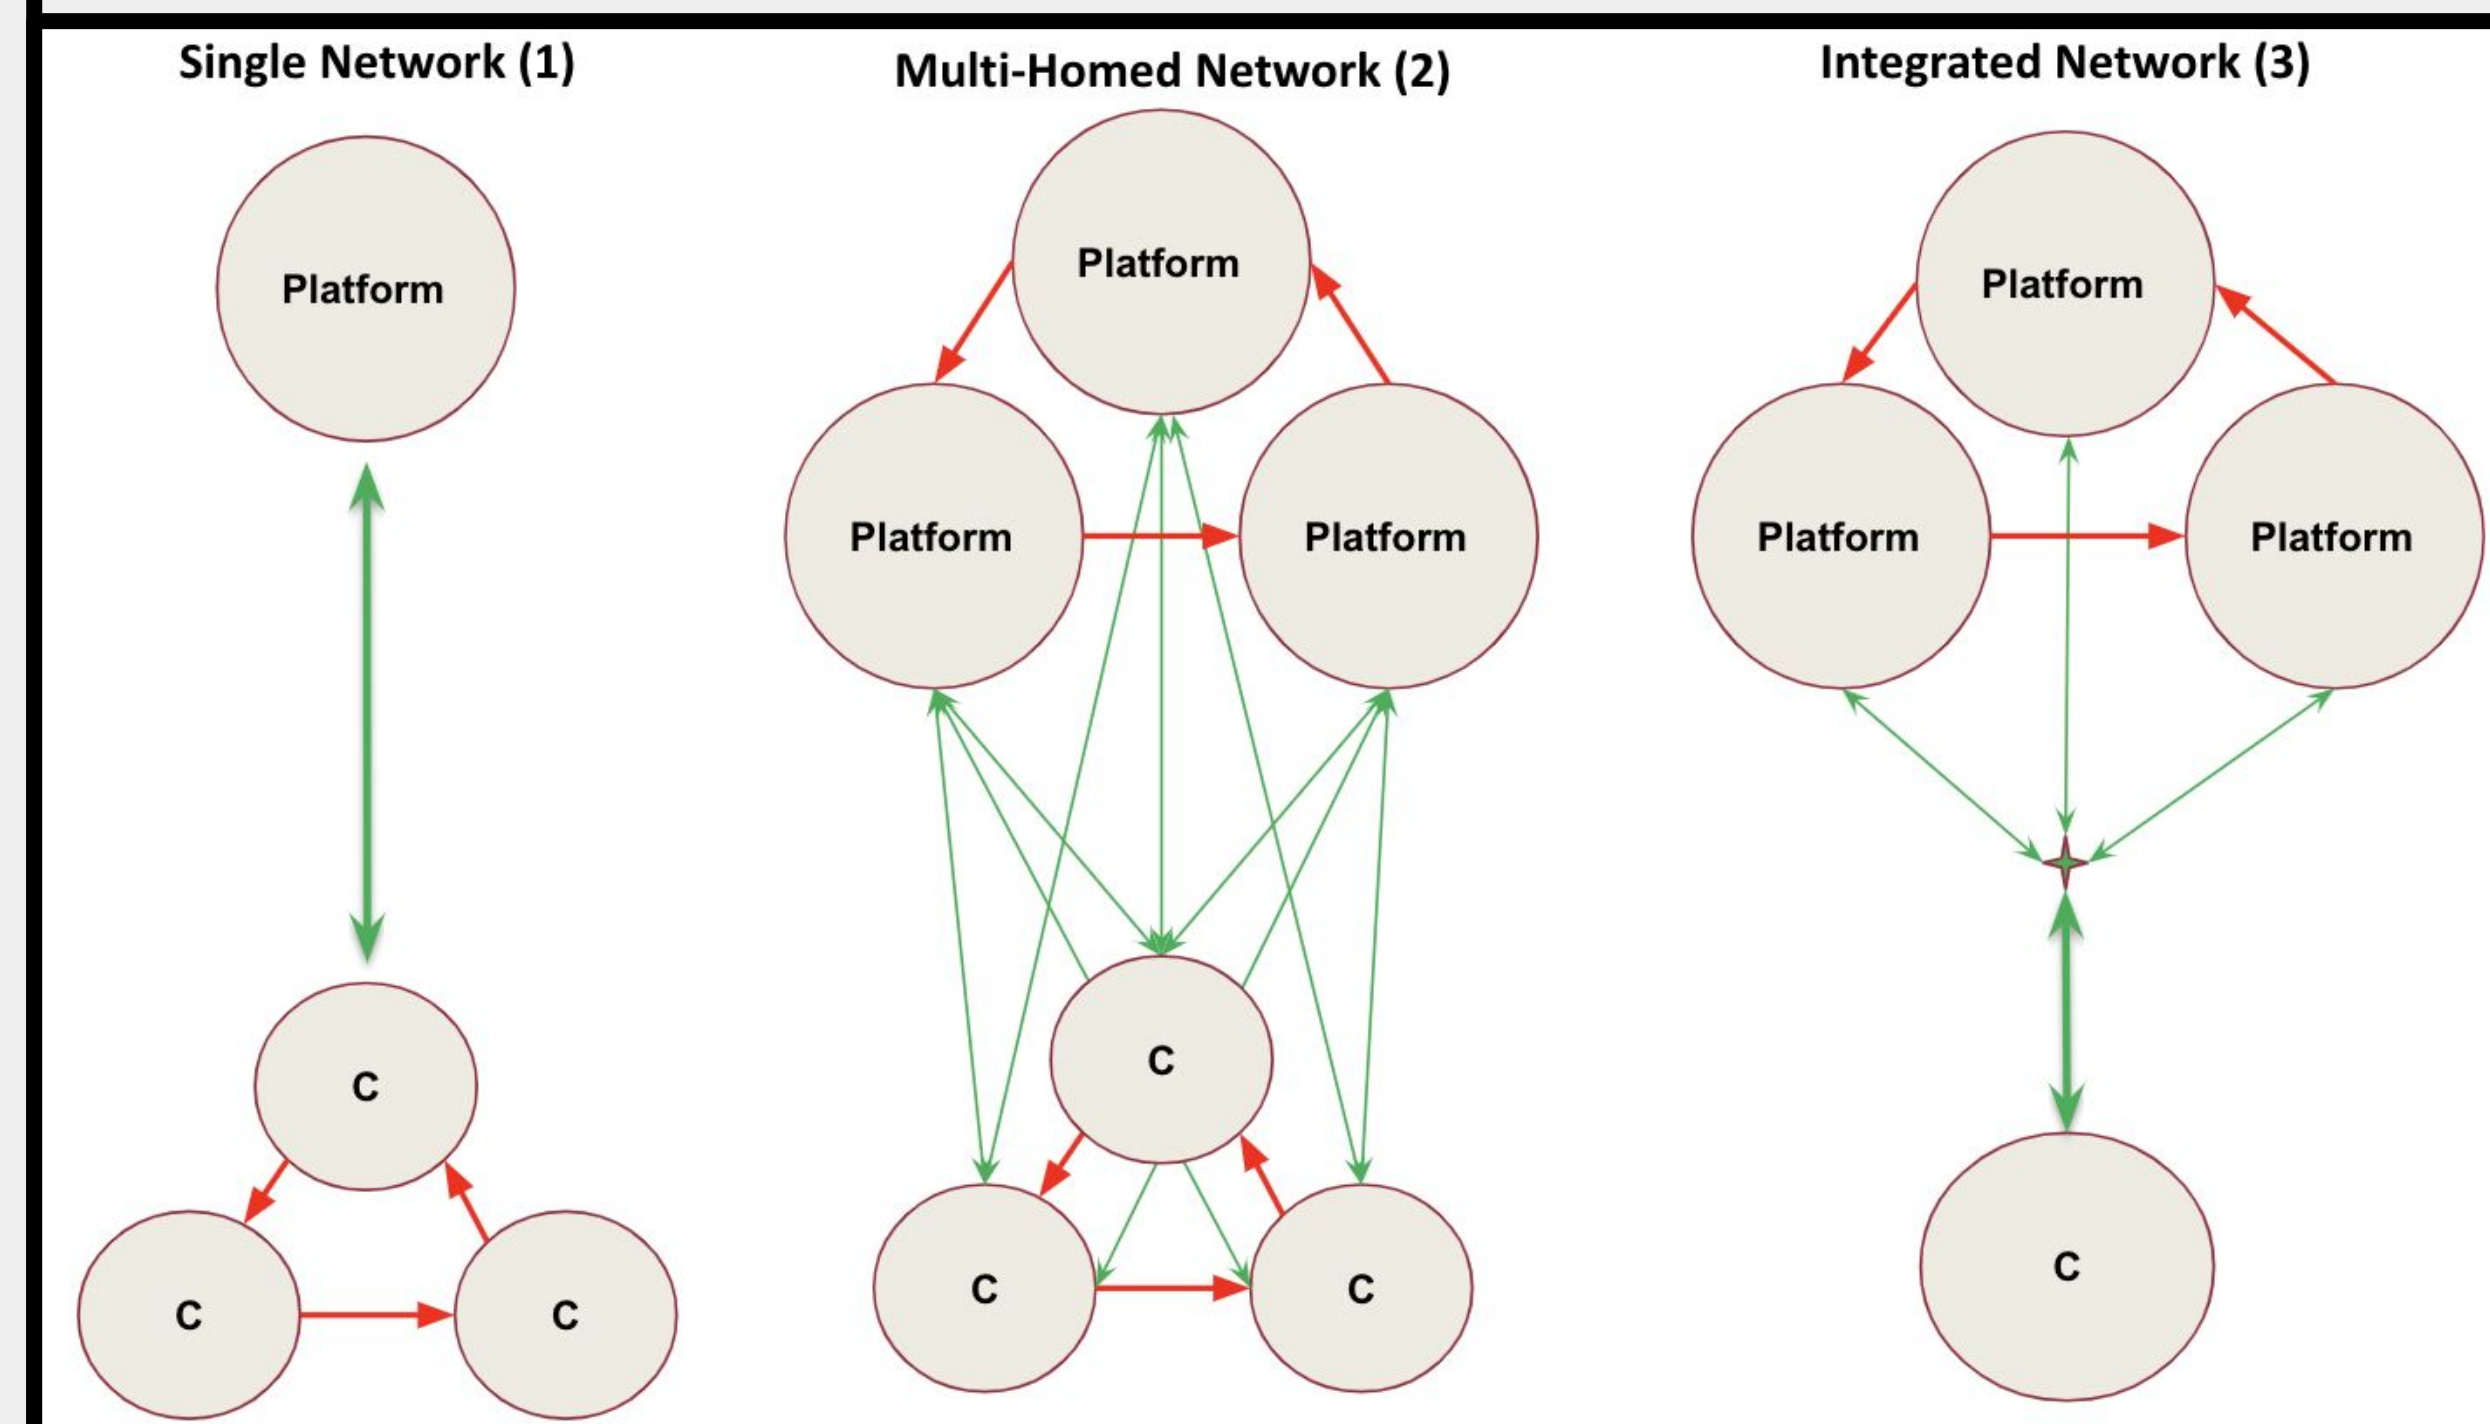 Single Network (1)
Platform
C
C
C
Multi-Homed Network (2)
Platform
Platform
Platform
C
C
C
Integrated Network (3)
Platform
Platform
Platform
C